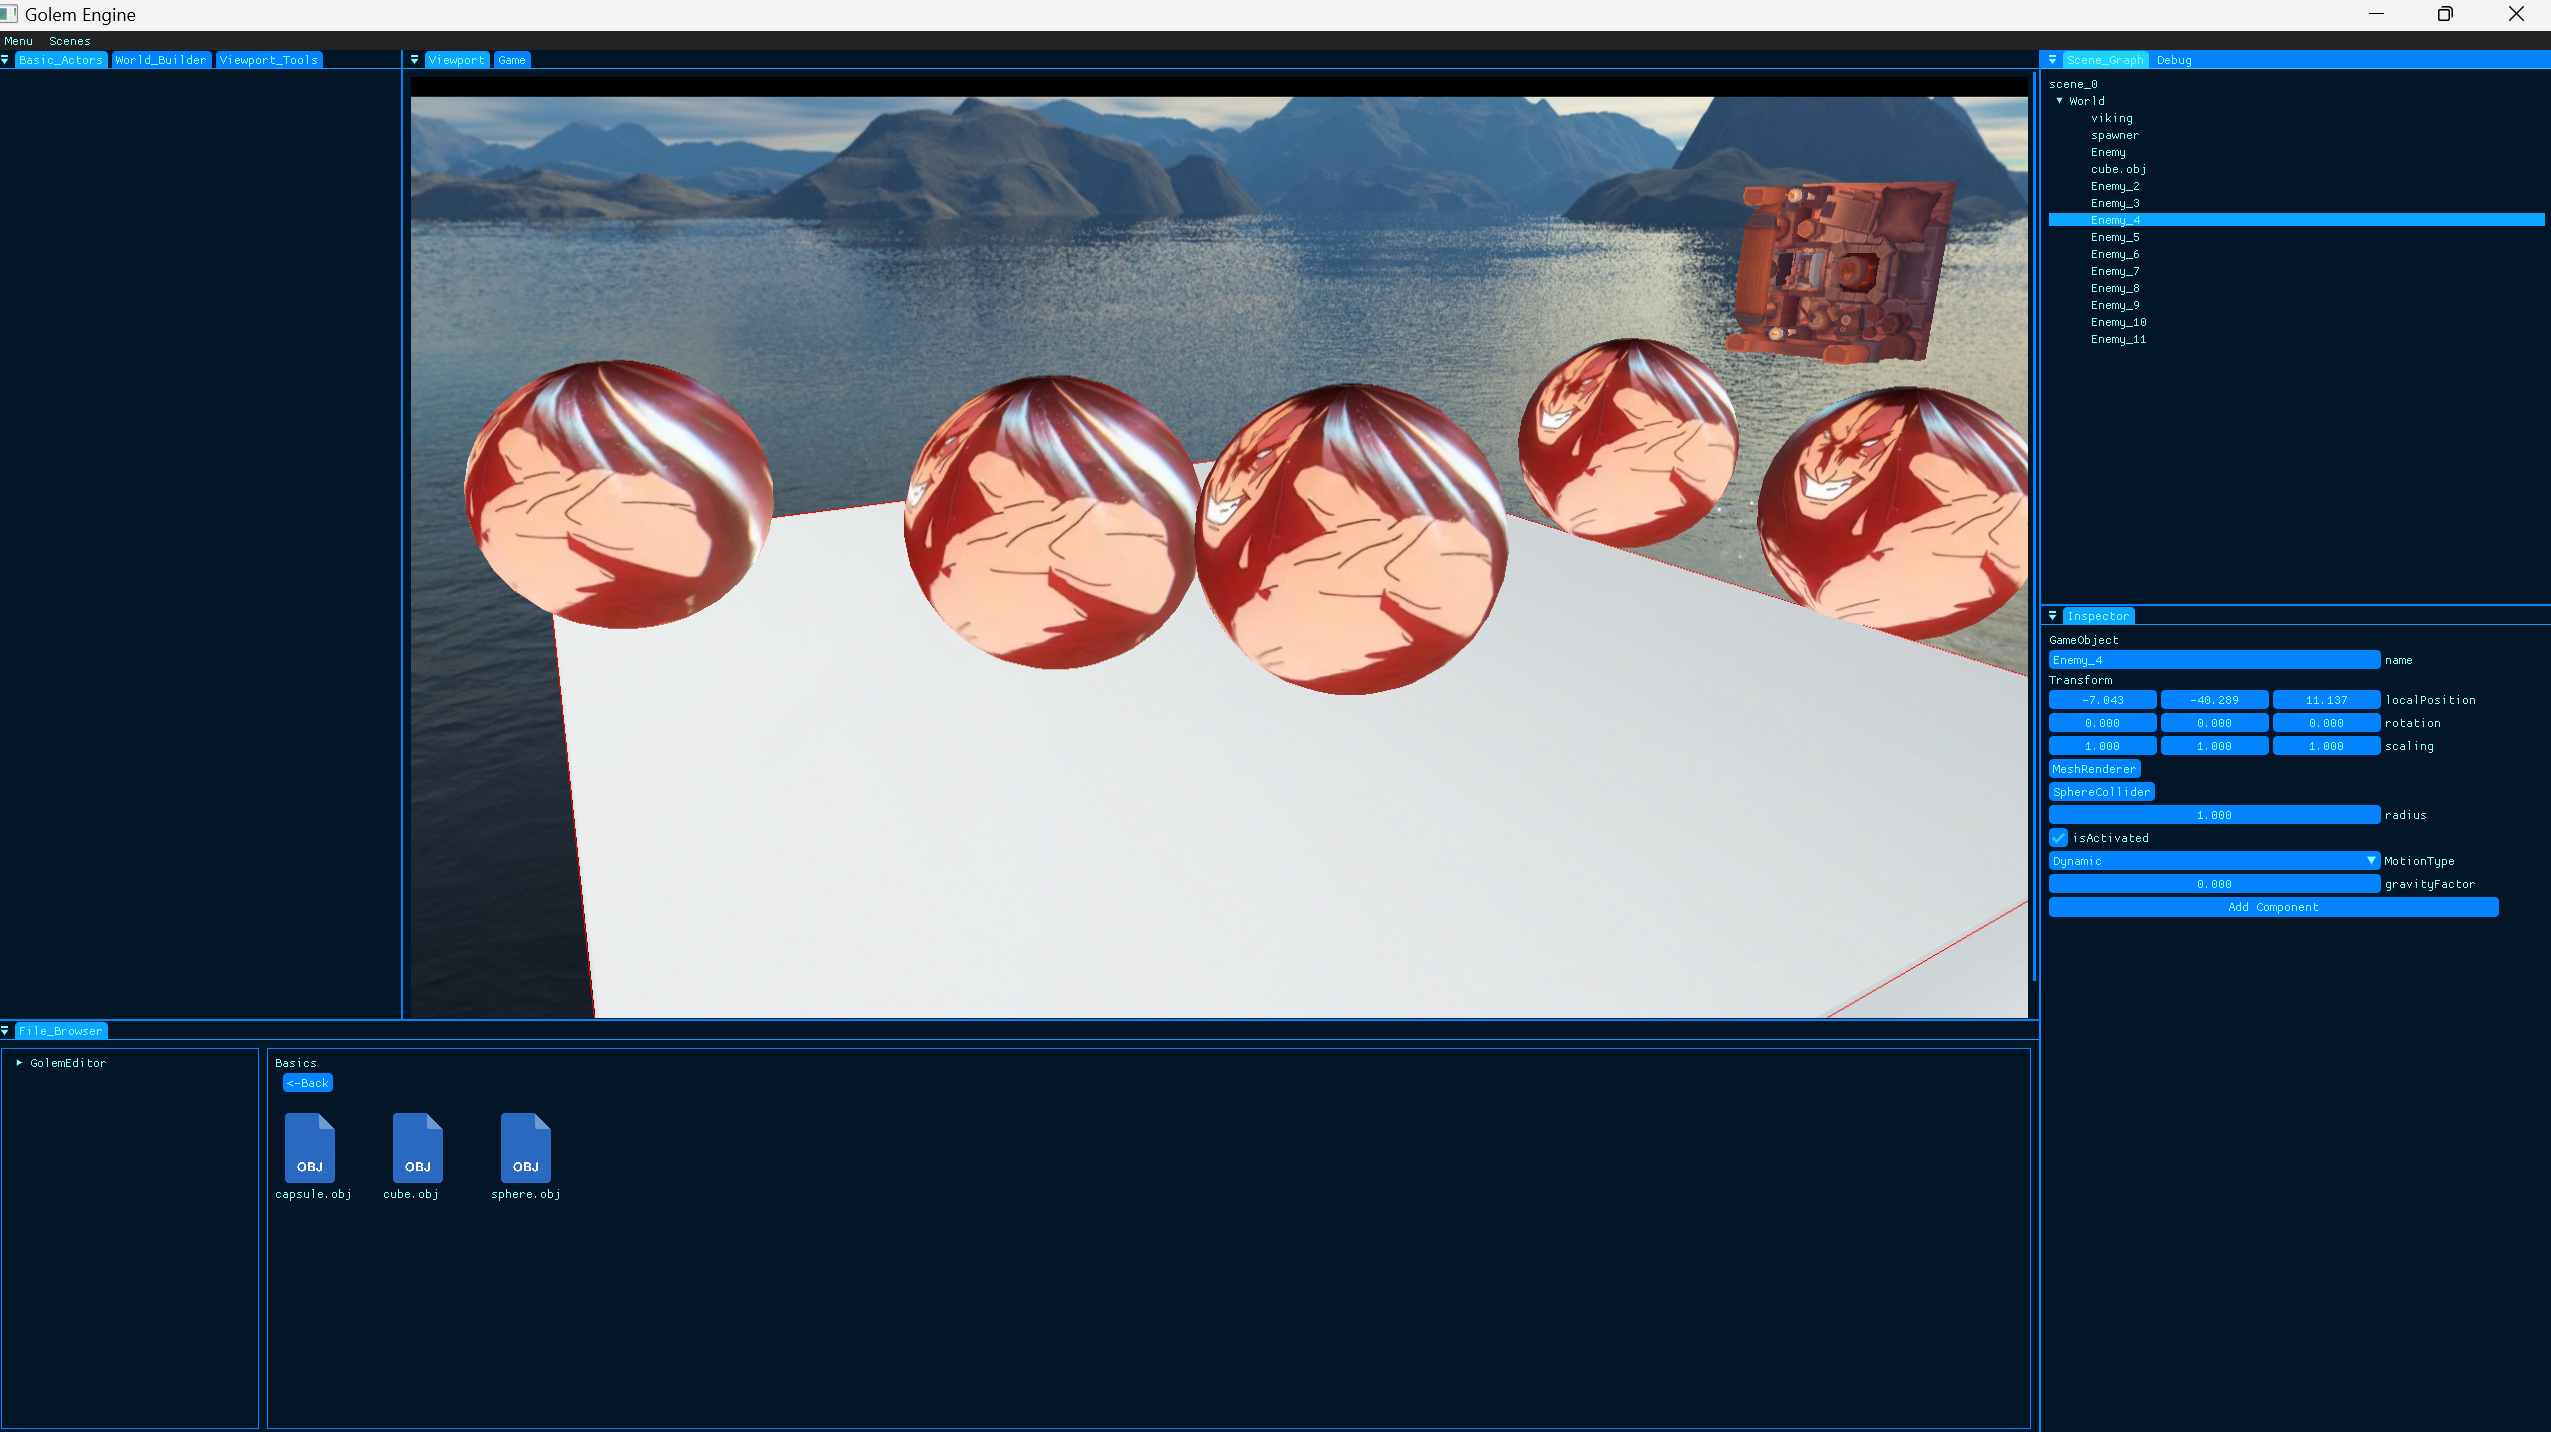 Golem Engine
Menu Scenes
Basic_Actors World_Builder Viewport_Tools
Viewport Game
Scene_Graph Debug
scene_0
World
viking
spawner
Enemy
cube.obj
Enemy_2
Enemy_3
Enemy_4
Enemy_5
Enemy_6
Enemy_7
Enemy_8
Enemy_9
Enemy_10
Enemy_11
Inspector
GameObject
Enemy_4 name
Transform
-7.043 -40.289 11.137 localPosition
0.000 0.000 0.000 rotation
1.000 1.000 1.000 scaling
MeshRenderer
SphereCollider
1.000 radius
isActivated
Dynamic MotionType
0.000 gravityFactor
Add Component
File_Browser
GolemEditor
Basics
<-Back
OBJ OBJ OBJ
capsule.obj cube.obj sphere.obj